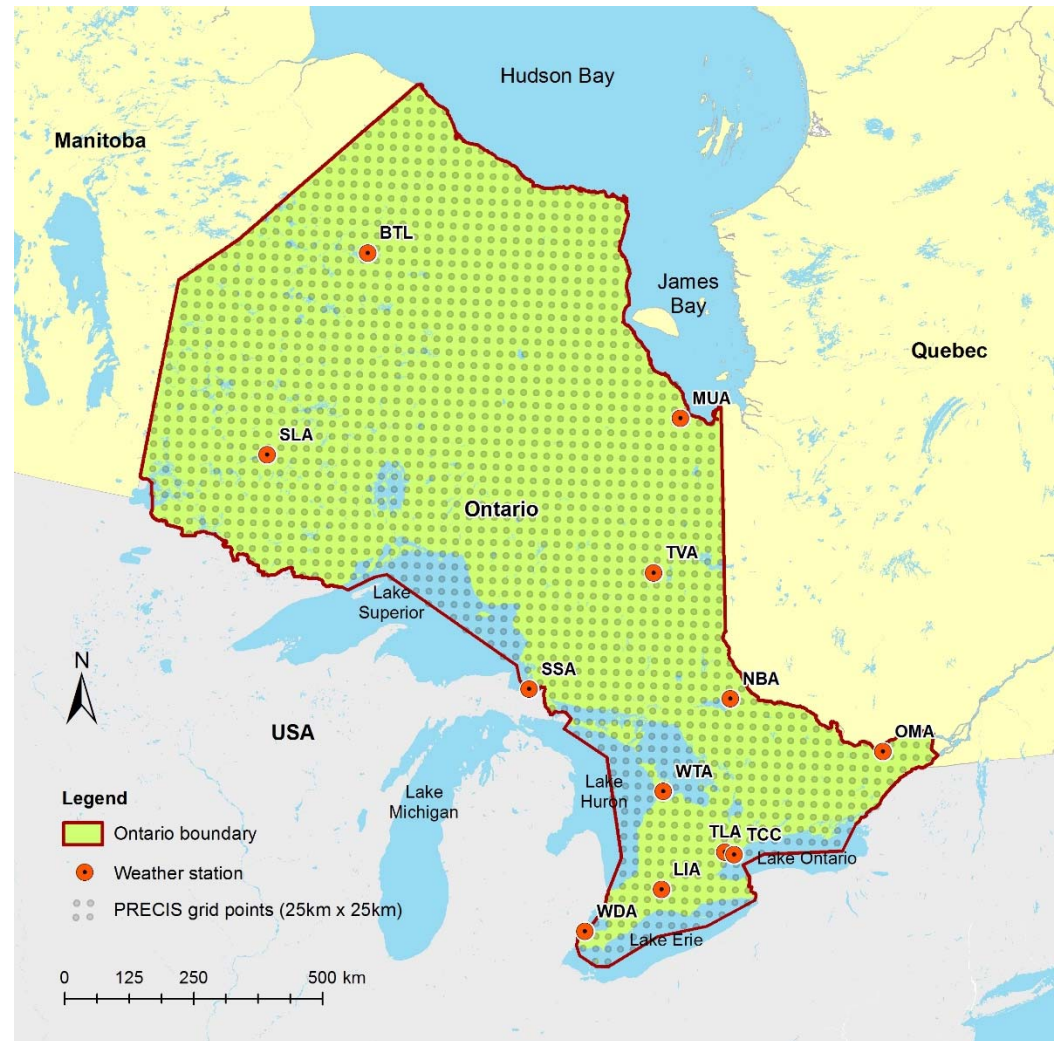 Hudson Bay
Manitoba
BTL
James
Bay
Quebec
MUA
SLA
Ontario
TVA
Lake
Superior
N
SSA
NBA
USA
OMA
WTA
Lake
Huron
Lake
Michigan
Legend
Ontario boundary
Weather station
PRECIS grid points (25km x 25km)
TLA
TCC
Lake Ontario
LIA
WDA
Lake Erie
0 125 250 500 km